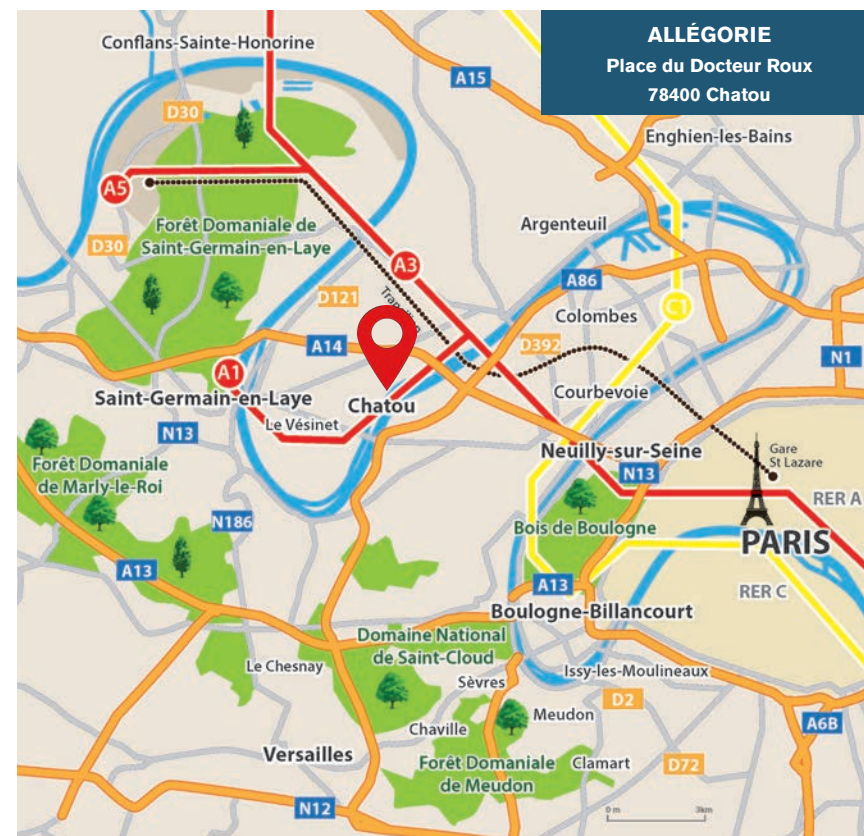 ALLÉGORIE
Place du Docteur Roux
78400 Chatou
Conflans-Sainte-Honorine
A15
D30
Enghien-les-Bains
A5
Forêt Domaniale de
Saint-Germain-en-Laye
D30
Argenteuil
A3
A86
D121
Transilien
C1
Colombes
A14
D392
N1
A1
Saint-Germain-en-Laye
Chatou
Courbevoie
Le Vésinet
N13
Neuilly-sur-Seine
Gare
St Lazare
Forêt Domaniale
de Marly-le-Roi
N13
RER A
N186
Bois de Boulogne
PARIS
A13
A13
RER C
Boulogne-Billancourt
Domaine National
de Saint-Cloud
Le Chesnay
Issy-les-Moulineaux
Sèvres
D2
Meudon
Chaville
A6B
Versailles
Forêt Domaniale
de Meudon
Clamart
D72
N12
0 m
3km